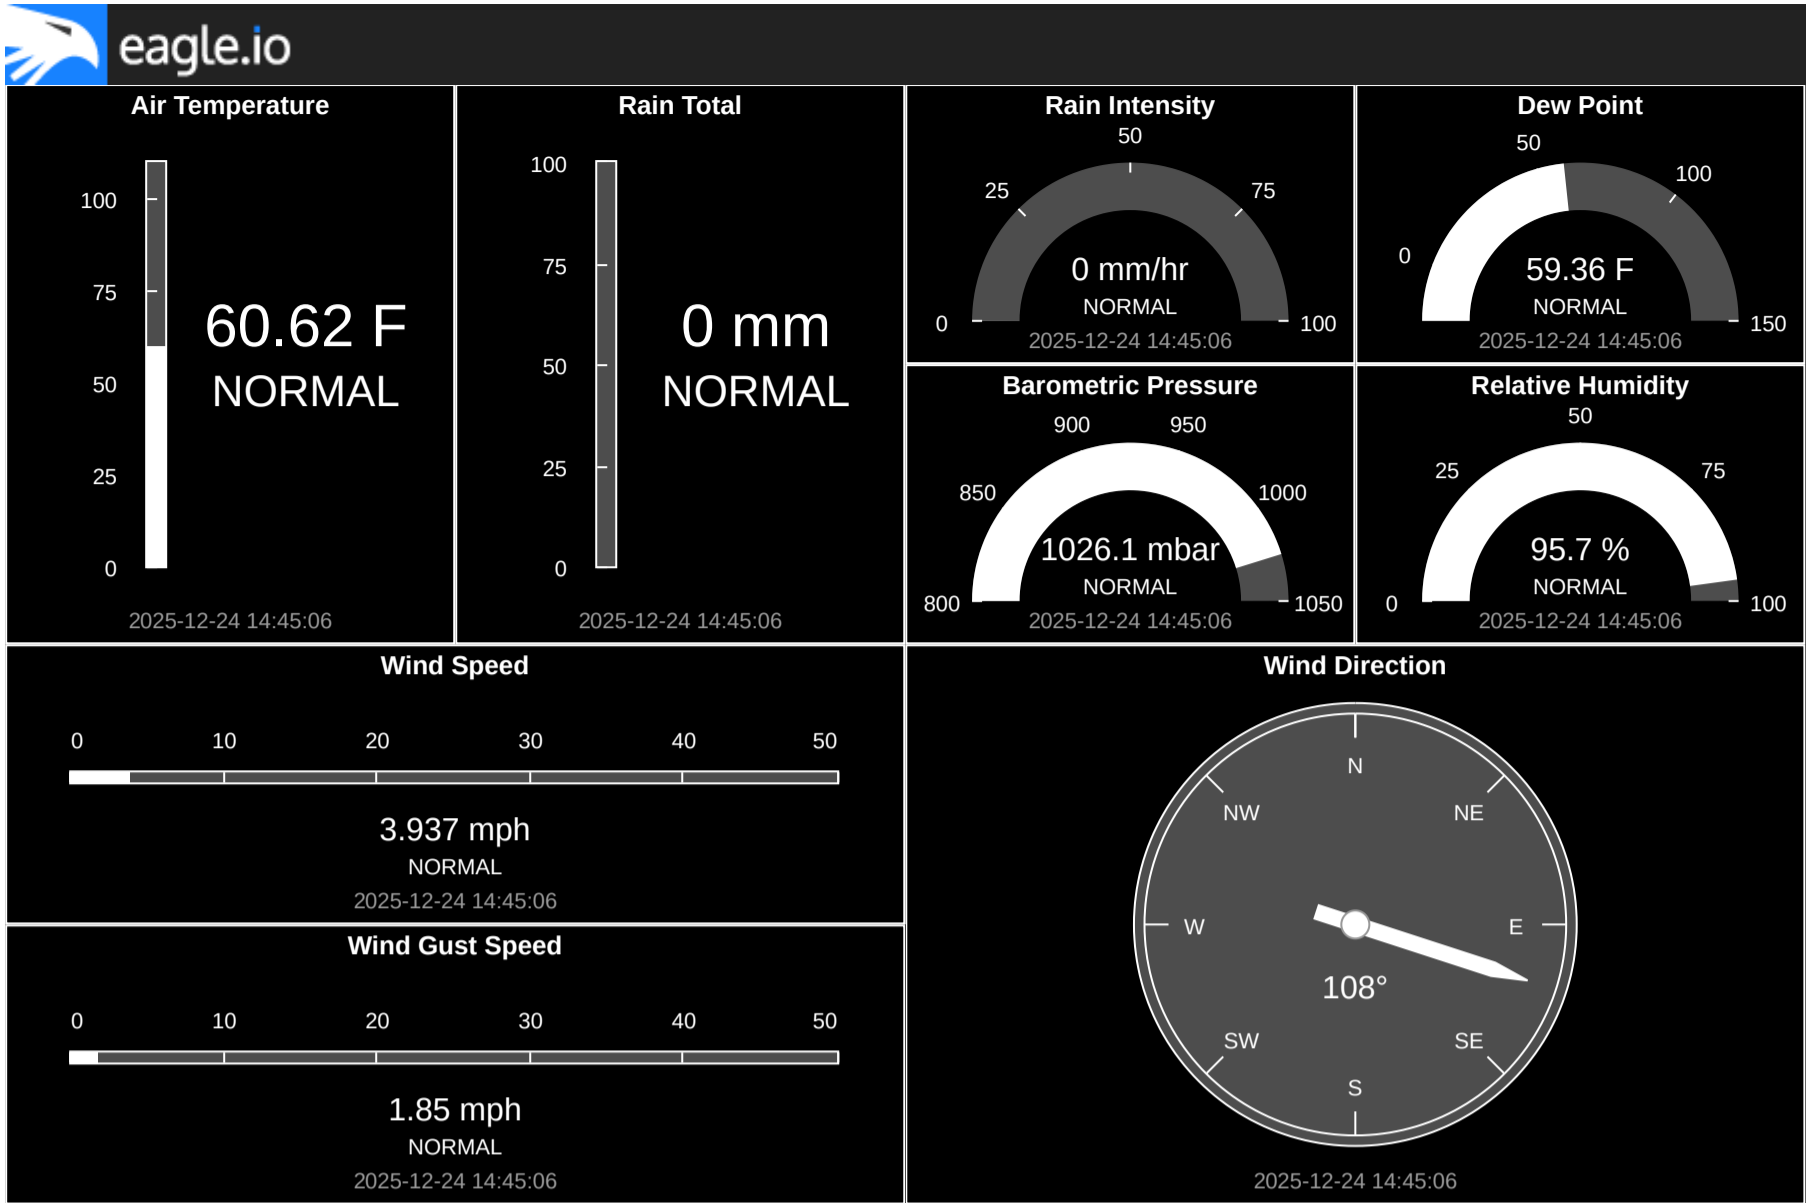 eagle.io
Air Temperature
100
75
50
25
0
60.62 F
NORMAL
2025-12-24 14:45:06
Rain Total
100
75
50
25
0
0 mm
NORMAL
2025-12-24 14:45:06
Rain Intensity
50
25
75
0
100
0 mm/hr
NORMAL
2025-12-24 14:45:06
Dew Point
50
100
0
150
59.36 F
NORMAL
2025-12-24 14:45:06
Barometric Pressure
900
950
850
1000
800
1050
1026.1 mbar
NORMAL
2025-12-24 14:45:06
Relative Humidity
50
25
75
0
100
95.7 %
NORMAL
2025-12-24 14:45:06
Wind Speed
0 10 20 30 40 50
3.937 mph
NORMAL
2025-12-24 14:45:06
Wind Gust Speed
0 10 20 30 40 50
1.85 mph
NORMAL
2025-12-24 14:45:06
Wind Direction
N
NW NE
W E
108°
SW SE
S
2025-12-24 14:45:06